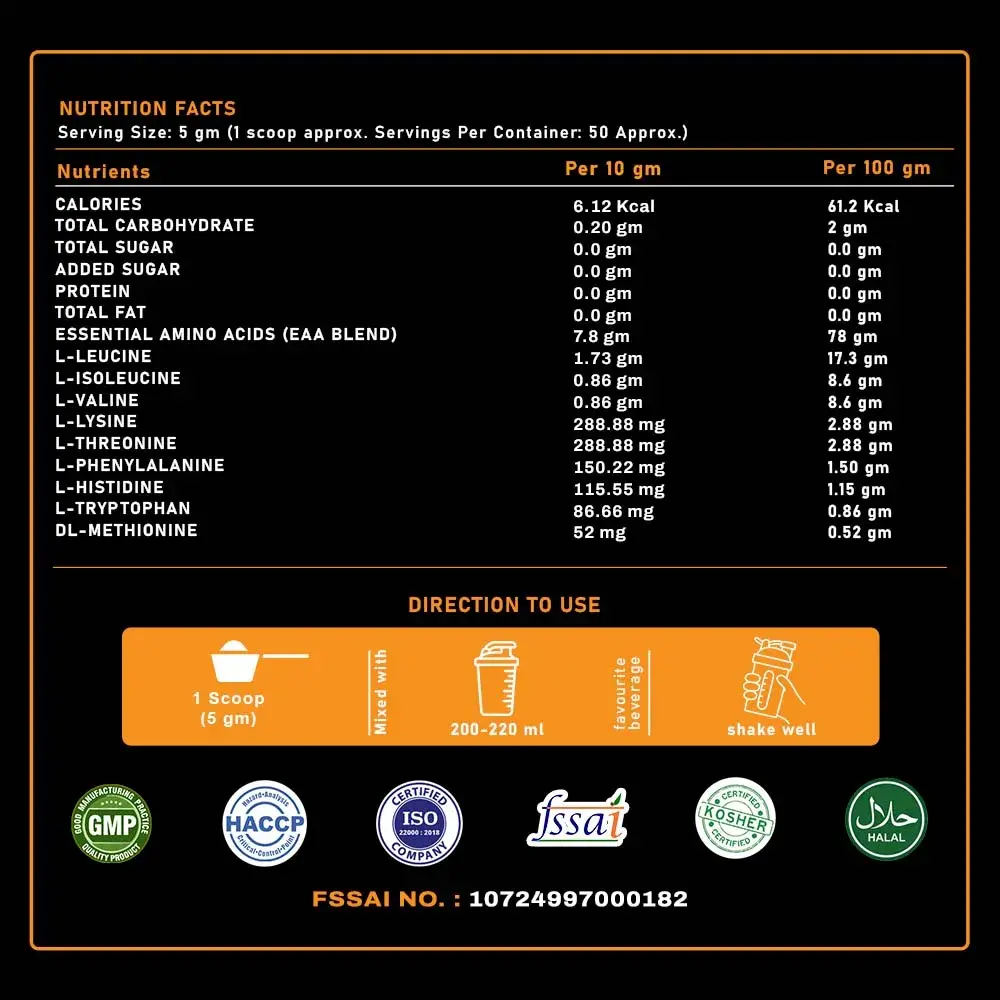 NUTRITION FACTS
Serving Size: 5 gm (1 scoop approx. Servings Per Container: 50 Approx.)
Nutrients Per 10 gm Per 100 gm
CALORIES 6.12 Kcal 61.2 Kcal
TOTAL CARBOHYDRATE 0.20 gm 2 gm
TOTAL SUGAR 0.0 gm 0.0 gm
ADDED SUGAR 0.0 gm 0.0 gm
PROTEIN 0.0 gm 0.0 gm
TOTAL FAT 0.0 gm 0.0 gm
ESSENTIAL AMINO ACIDS (EAA BLEND) 7.8 gm 78 gm
L-LEUCINE 1.73 gm 17.3 gm
L-ISOLEUCINE 0.86 gm 8.6 gm
L-VALINE 0.86 gm 8.6 gm
L-LYSINE 288.88 mg 2.88 gm
L-THREONINE 288.88 mg 2.88 gm
L-PHENYLALANINE 150.22 mg 1.50 gm
L-HISTIDINE 115.55 mg 1.15 gm
L-TRYPTOPHAN 86.66 mg 0.86 gm
DL-METHIONINE 52 mg 0.52 gm
DIRECTION TO USE
1 Scoop
(5 gm)
Mixed with
200-220 ml
favourite
beverage
shake well
GOOD MANUFACTURING PRACTICE
GMP
QUALITY PRODUCT
Hazard-Analysis
HACCP
Critical-Control-Point
CERTIFIED
ISO
22000 : 2018
COMPANY
fssai
CERTIFIED
KOSHER
CERTIFIED
حلال
HALAL
FSSAI NO. : 10724997000182